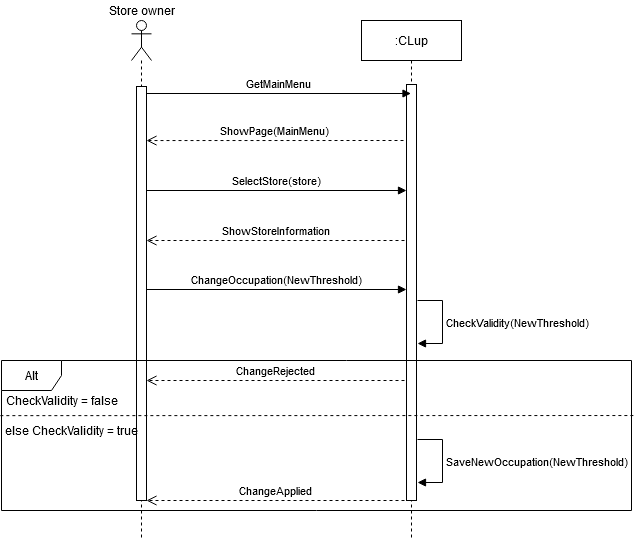 Store owner
:CLup
GetMainMenu
ShowPage(MainMenu)
SelectStore(store)
ShowStoreInformation
ChangeOccupation(NewThreshold)
CheckValidity(NewThreshold)
Alt
ChangeRejected
CheckValidity = false
else CheckValidity = true
SaveNewOccupation(NewThreshold)
ChangeApplied